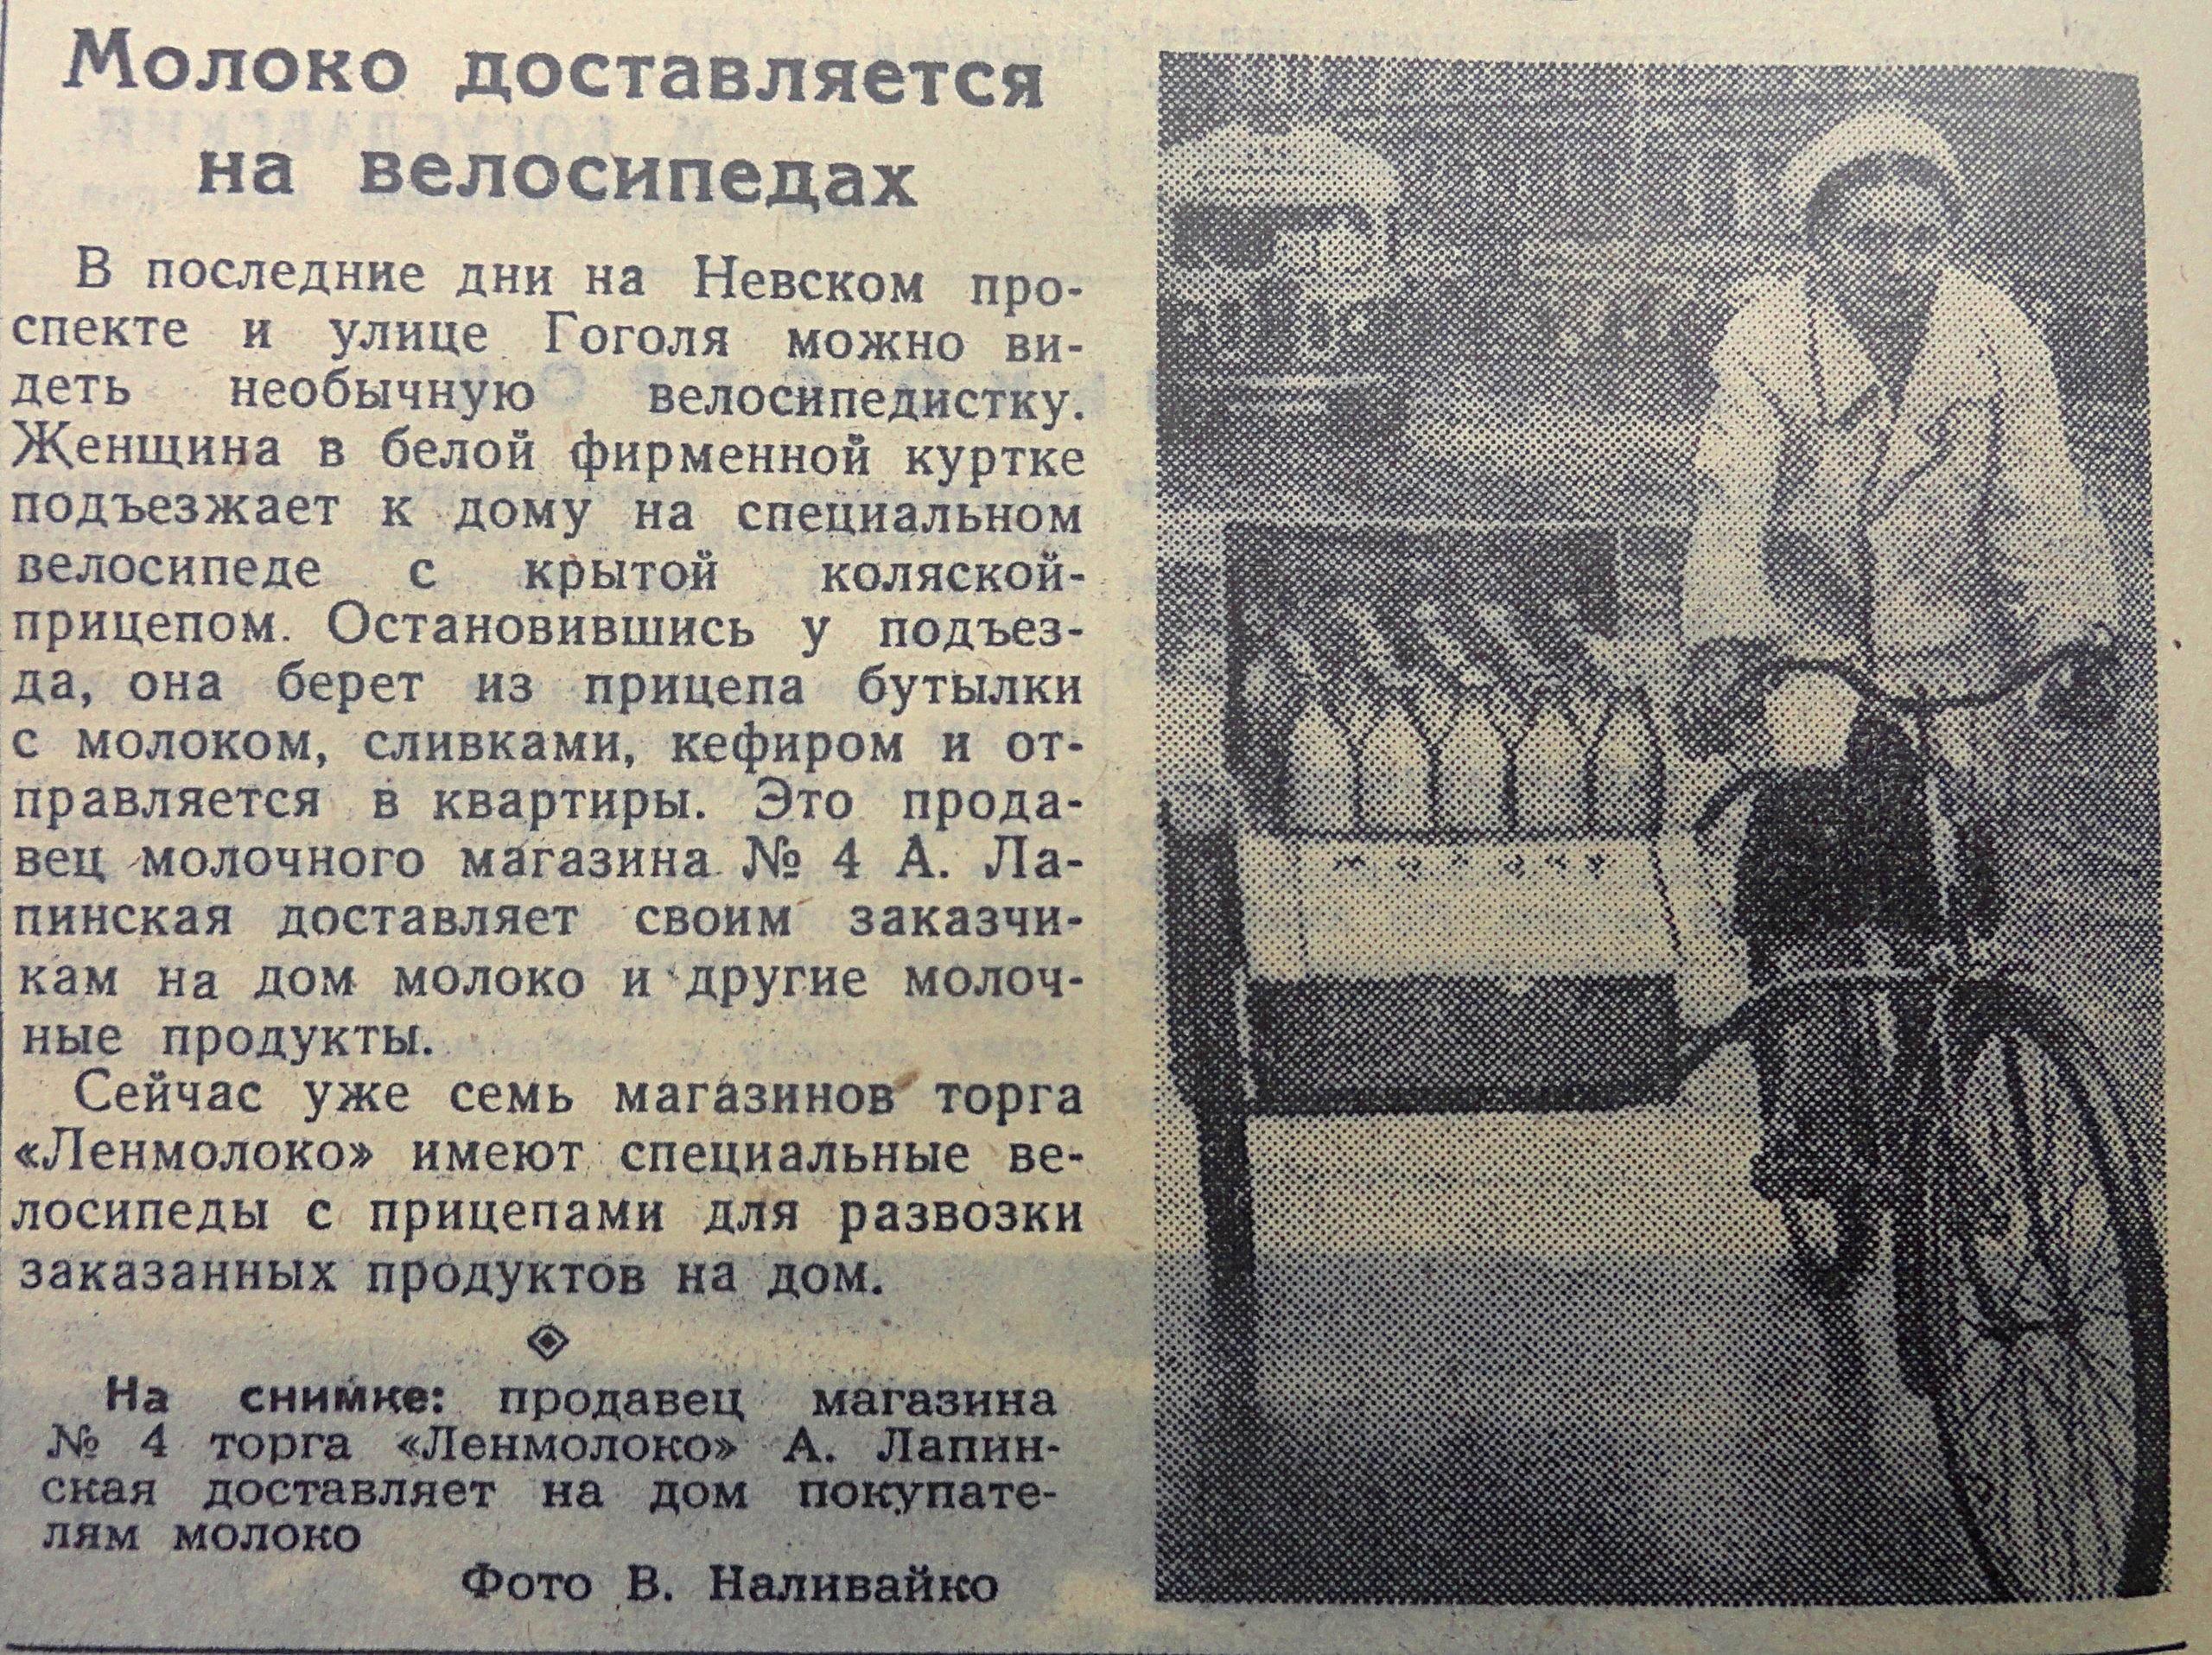 Молоко доставляется
на велосипедах
В последние дни на Невском про-
спекте и улице Гоголя можно ви-
деть необычную велосипедистку.
Женщина в белой фирменной куртке
подъезжает к дому на специальном
велосипеде с крытой коляской-
прицепом. Остановившись у подъез-
да, она берет из прицепа бутылки
с молоком, сливками, кефиром и от-
правляется в квартиры. Это прода-
вец молочного магазина № 4 А. Ла-
пинская доставляет своим заказчи-
кам на дом молоко и другие молоч-
ные продукты.
Сейчас уже семь магазинов торга
«Ленмолоко» имеют специальные ве-
лосипеды с прицепами для развозки
заказанных продуктов на дом.
На снимке: продавец магазина
№ 4 торга «Ленмолоко» А. Лапин-
ская доставляет на дом покупате-
лям молоко
Фото В. Наливайко